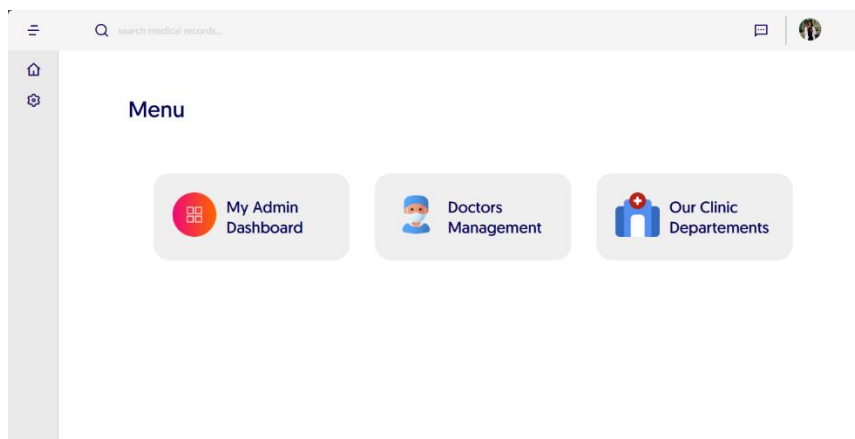 search medical records...
Menu
My Admin
Dashboard
Doctors
Management
Our Clinic
Departements